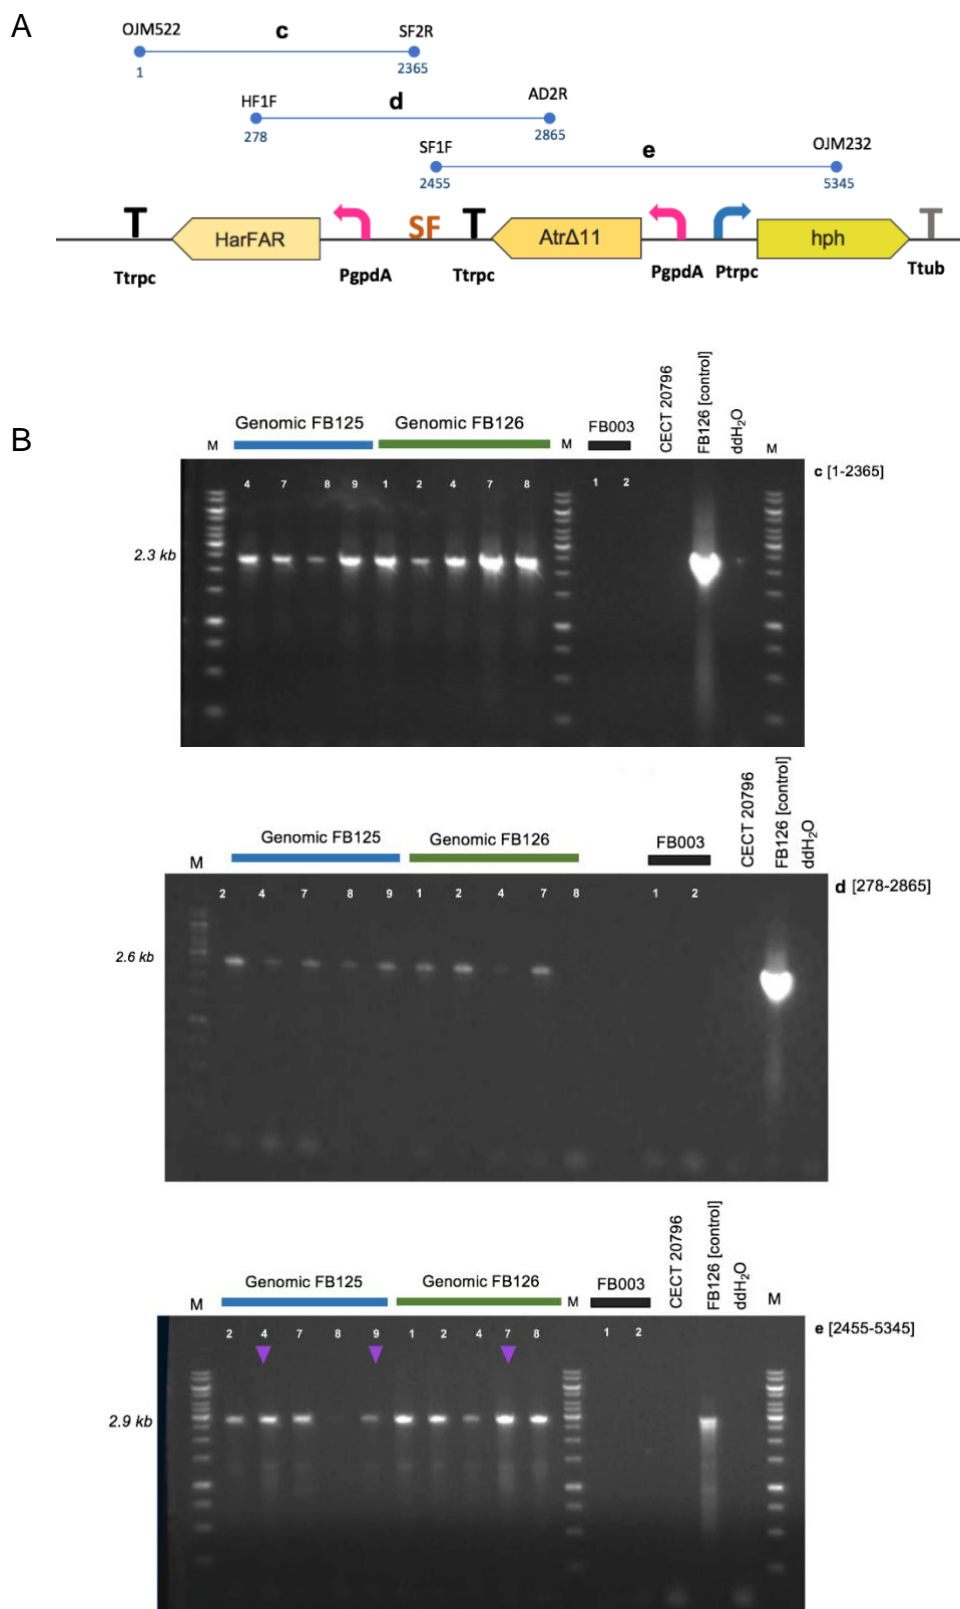 A
OJM522 c SF2R
1 2365
HF1F d AD2R
278 2865
SF1F e OJM232
2455 5345
T HarFAR SF T AtrΔ11 hph T
Ttrpc PgpdA Ttrpc PgpdA Ptrpc Ttub
B
M Genomic FB125 Genomic FB126 M FB003 CECT 20796 FB126 [control] ddH₂O M
c [1-2365]
4 7 8 9 1 2 4 7 8 1 2
2.3 kb
M Genomic FB125 Genomic FB126 FB003 CECT 20796 FB126 [control] ddH₂O
d [278-2865]
2 4 7 8 9 1 2 4 7 8 1 2
2.6 kb
M Genomic FB125 Genomic FB126 M FB003 CECT 20796 FB126 [control] ddH₂O M
e [2455-5345]
2 4 7 8 9 1 2 4 7 8 1 2
2.9 kb